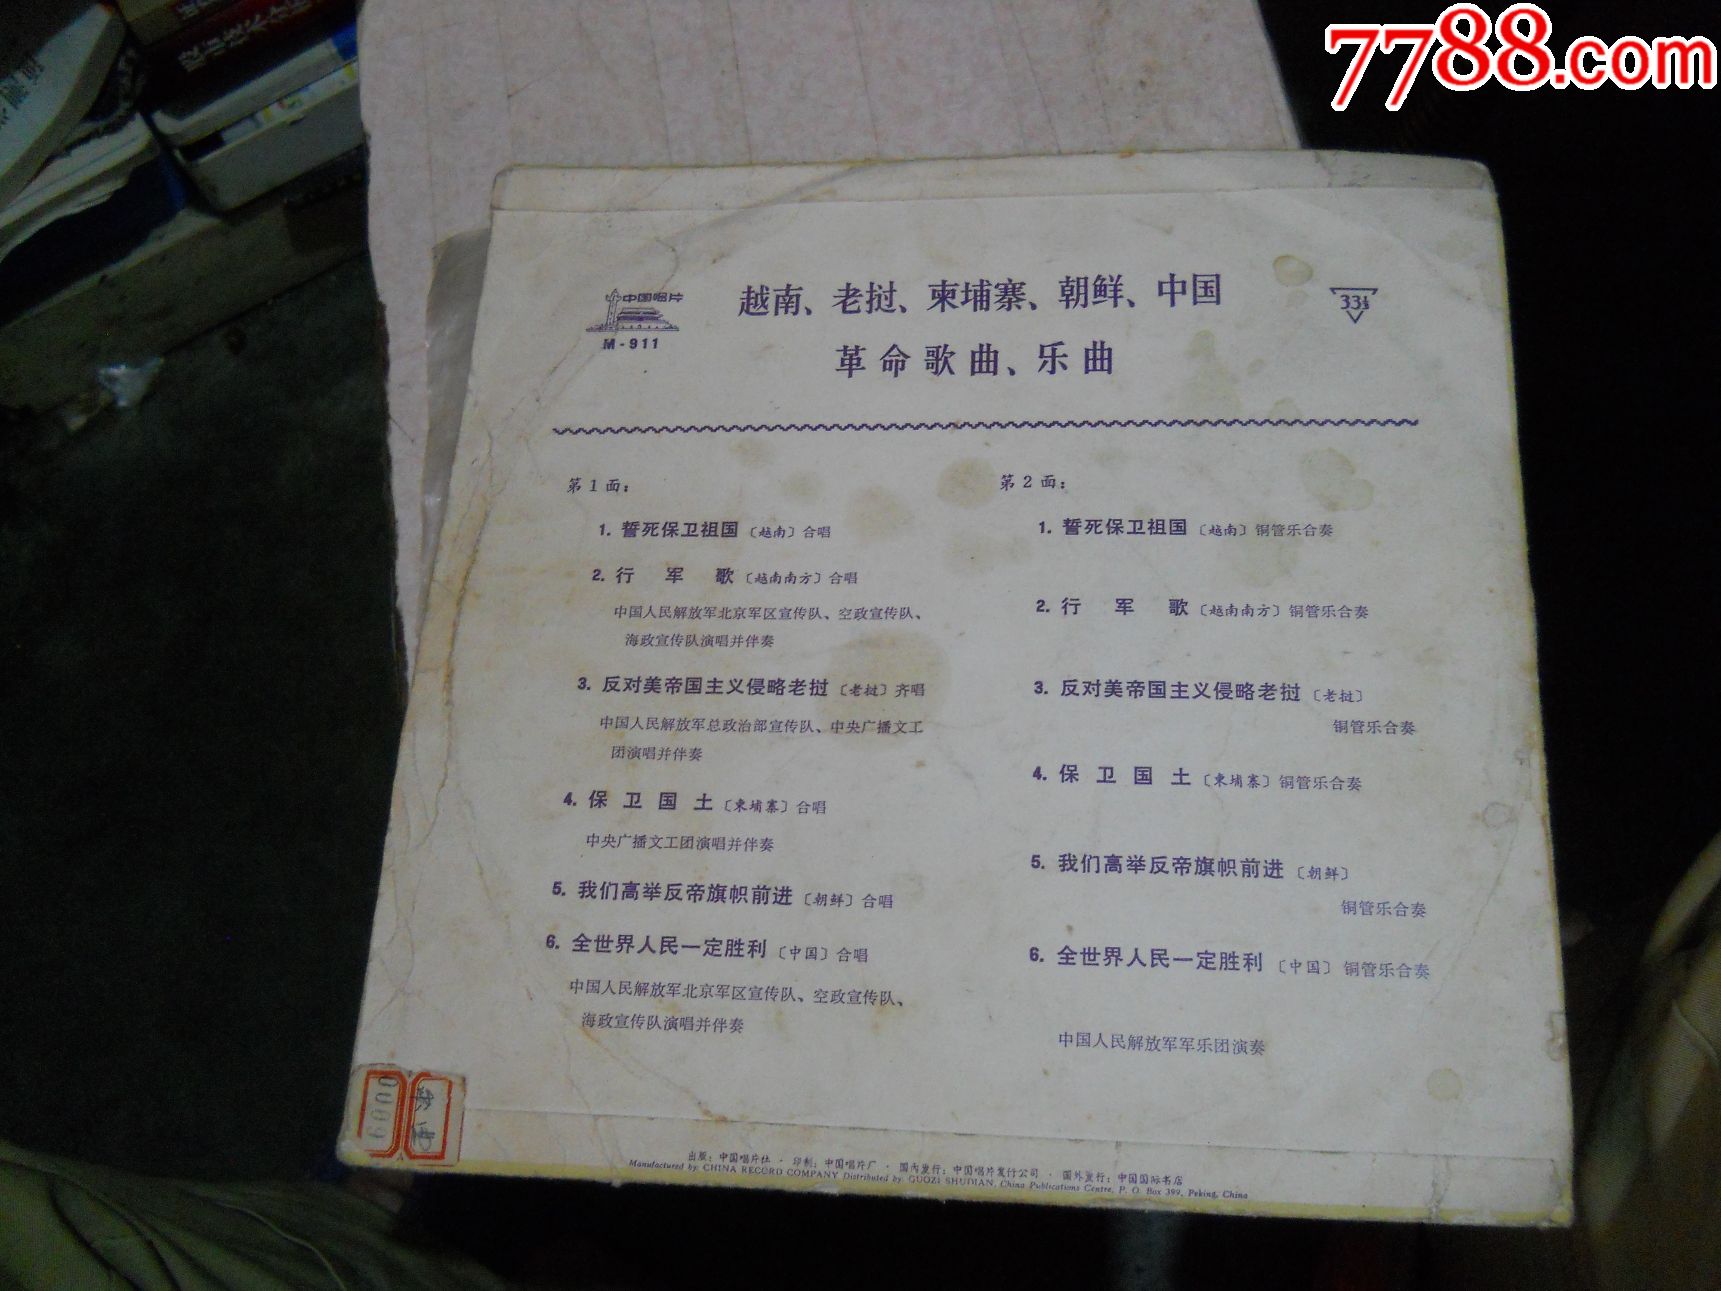 7788.com
中国唱片
M-911
越南、老挝、柬埔寨、朝鲜、中国
革命歌曲、乐曲
33⅓
第1面：
1. 誓死保卫祖国〔越南〕合唱
2. 行 军 歌〔越南南方〕合唱
中国人民解放军北京军区宣传队、空政宣传队、
海政宣传队演唱并伴奏
3. 反对美帝国主义侵略老挝〔老挝〕齐唱
中国人民解放军总政治部宣传队、中央广播文工
团演唱并伴奏
4. 保 卫 国 土〔柬埔寨〕合唱
中央广播文工团演唱并伴奏
5. 我们高举反帝旗帜前进〔朝鲜〕合唱
6. 全世界人民一定胜利〔中国〕合唱
中国人民解放军北京军区宣传队、空政宣传队、
海政宣传队演唱并伴奏
第2面：
1. 誓死保卫祖国〔越南〕铜管乐合奏
2. 行 军 歌〔越南南方〕铜管乐合奏
3. 反对美帝国主义侵略老挝〔老挝〕
铜管乐合奏
4. 保 卫 国 土〔柬埔寨〕铜管乐合奏
5. 我们高举反帝旗帜前进〔朝鲜〕
铜管乐合奏
6. 全世界人民一定胜利〔中国〕铜管乐合奏
中国人民解放军军乐团演奏
出版：中国唱片社 · 印制：中国唱片厂 · 国内发行：中国唱片发行公司 · 国外发行：中国国际书店
Manufactured by: CHINA RECORD COMPANY Distributed by: GUOZI SHUDIAN, China Publications Centre, P. O. Box 399, Peking, China